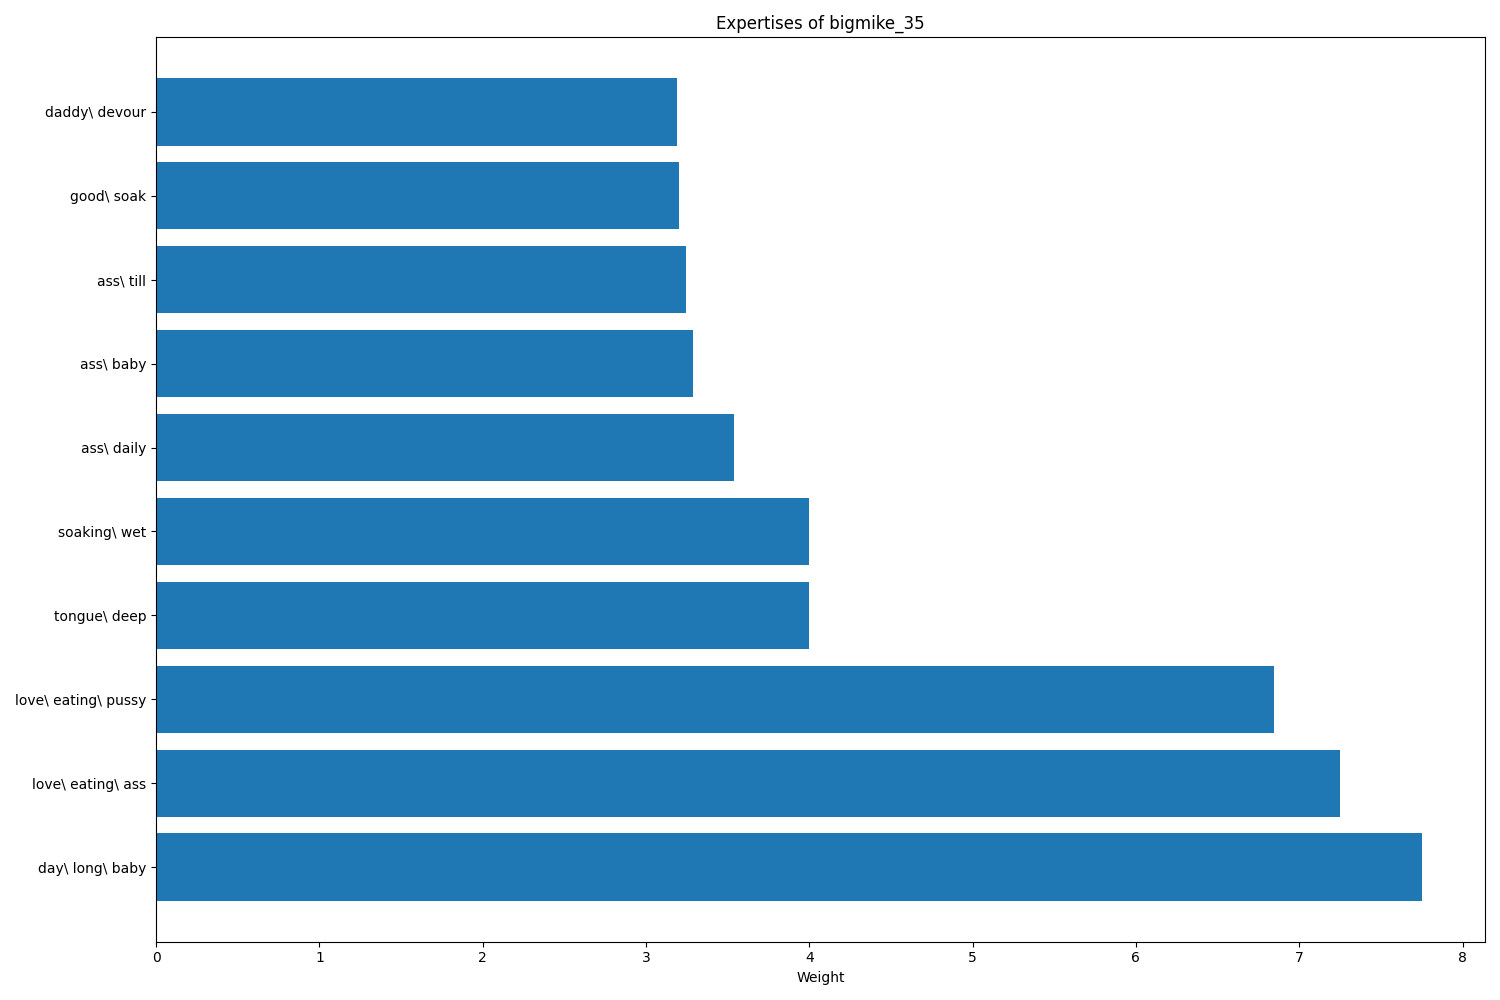 Expertises of bigmike_35
daddy\ devour
good\ soak
ass\ till
ass\ baby
ass\ daily
soaking\ wet
tongue\ deep
love\ eating\ pussy
love\ eating\ ass
day\ long\ baby
0 1 2 3 4 5 6 7 8
Weight